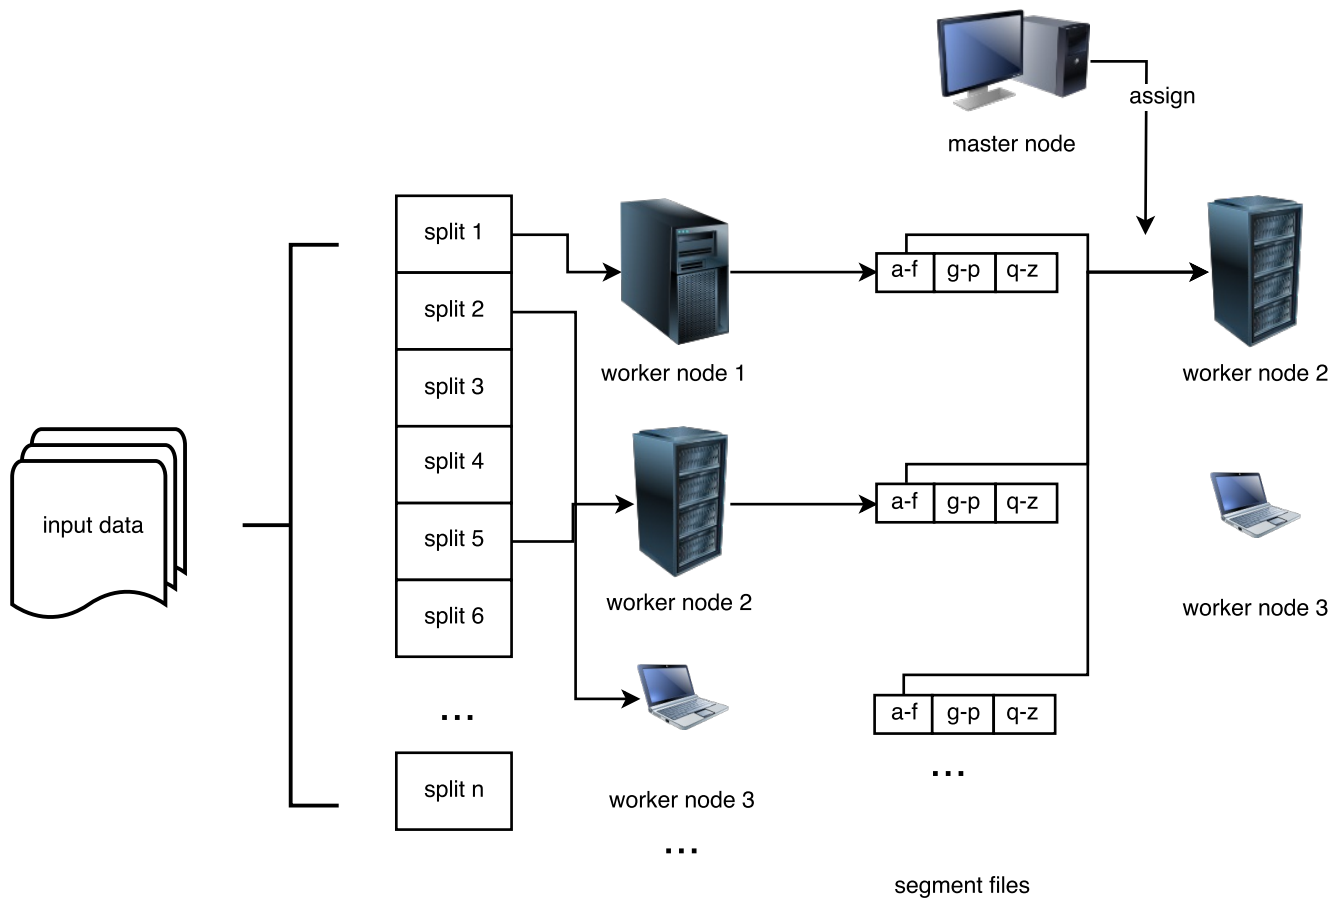 assign
master node
split 1
a-f g-p q-z
split 2
worker node 1
worker node 2
split 3
split 4
input data
a-f g-p q-z
split 5
worker node 2
worker node 3
split 6
...
a-f g-p q-z
...
split n
worker node 3
...
segment files